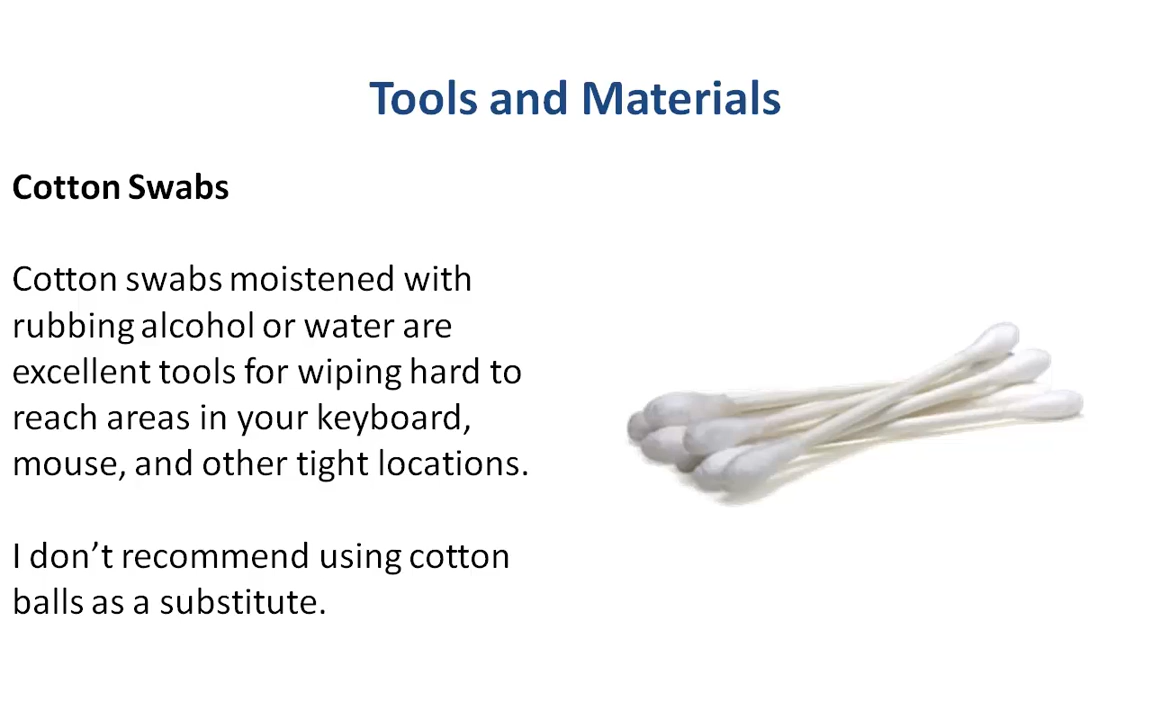 Tools and Materials
Cotton Swabs
Cotton swabs moistened with
rubbing alcohol or water are
excellent tools for wiping hard to
reach areas in your keyboard,
mouse, and other tight locations.
I don’t recommend using cotton
balls as a substitute.